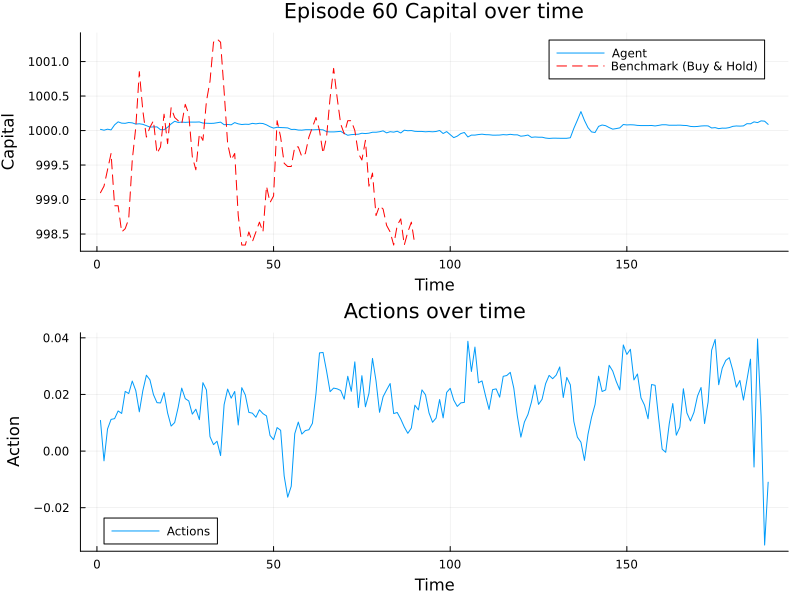 Episode 60 Capital over time
Capital
1001.0
1000.5
1000.0
999.5
999.0
998.5
Agent
Benchmark (Buy & Hold)
0
50
100
150
Time
Actions over time
Action
0.04
0.02
0.00
−0.02
Actions
0
50
100
150
Time